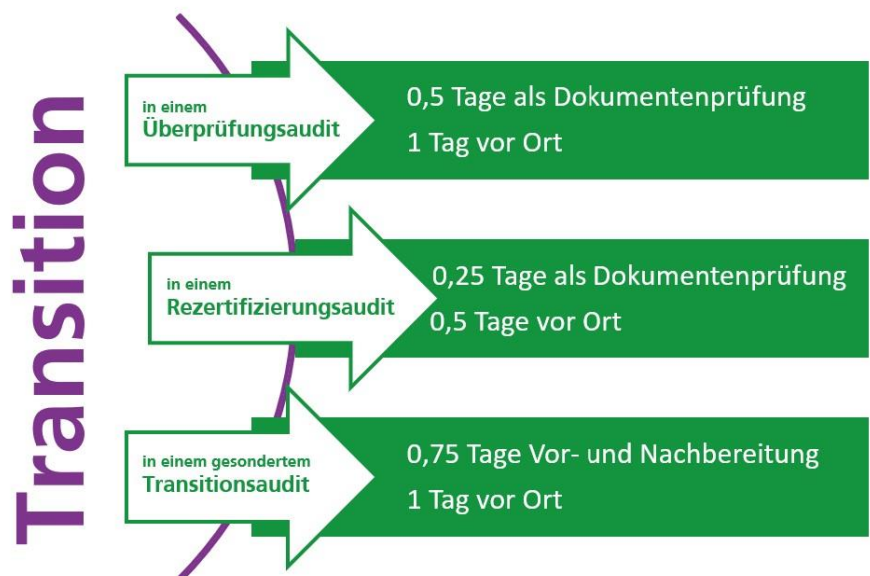 Transition
in einem
Überprüfungsaudit
0,5 Tage als Dokumentenprüfung
1 Tag vor Ort
in einem
Rezertifizierungsaudit
0,25 Tage als Dokumentenprüfung
0,5 Tage vor Ort
in einem gesondertem
Transitionsaudit
0,75 Tage Vor- und Nachbereitung
1 Tag vor Ort